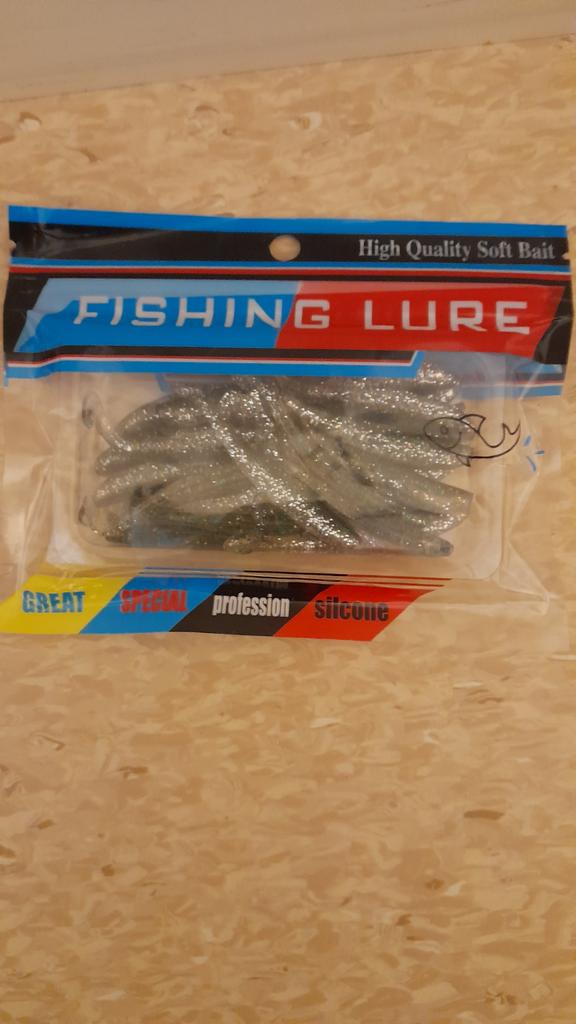 High Quality Soft Bait
FISHING LURE
GREAT SPECIAL profession silcone